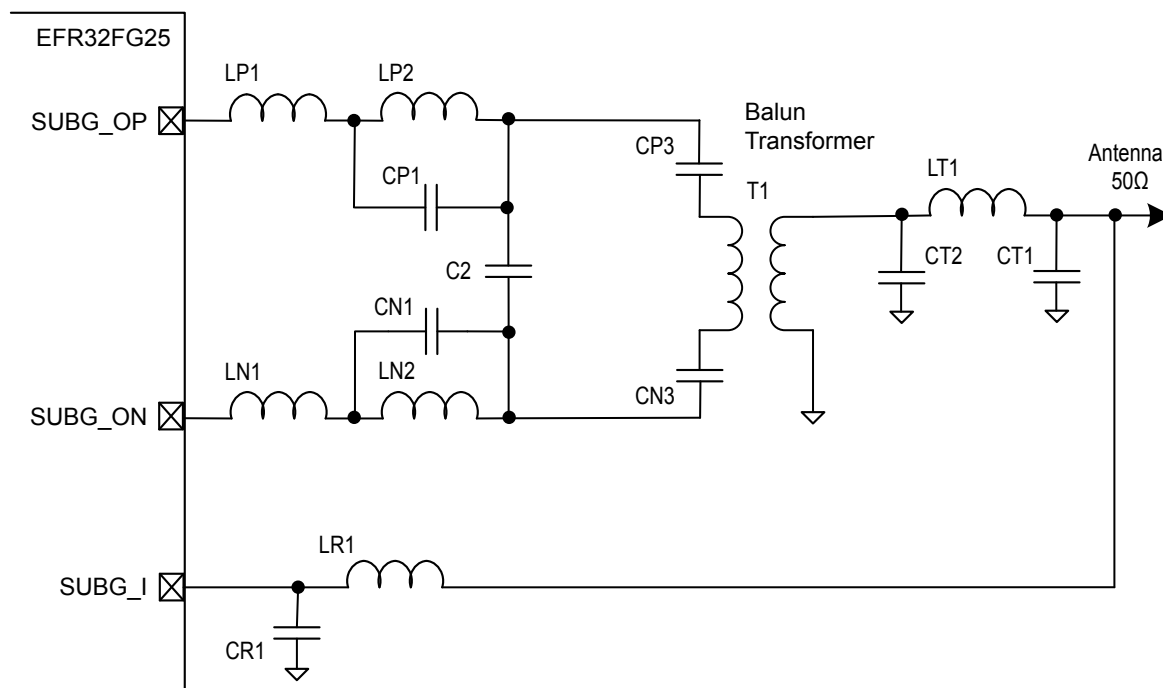 EFR32FG25
LP1
LP2
SUBG_OP
CP1
CP3
Balun
Transformer
T1
LT1
Antenna
50Ω
C2
CT2
CT1
CN1
LN1
LN2
SUBG_ON
CN3
LR1
SUBG_I
CR1